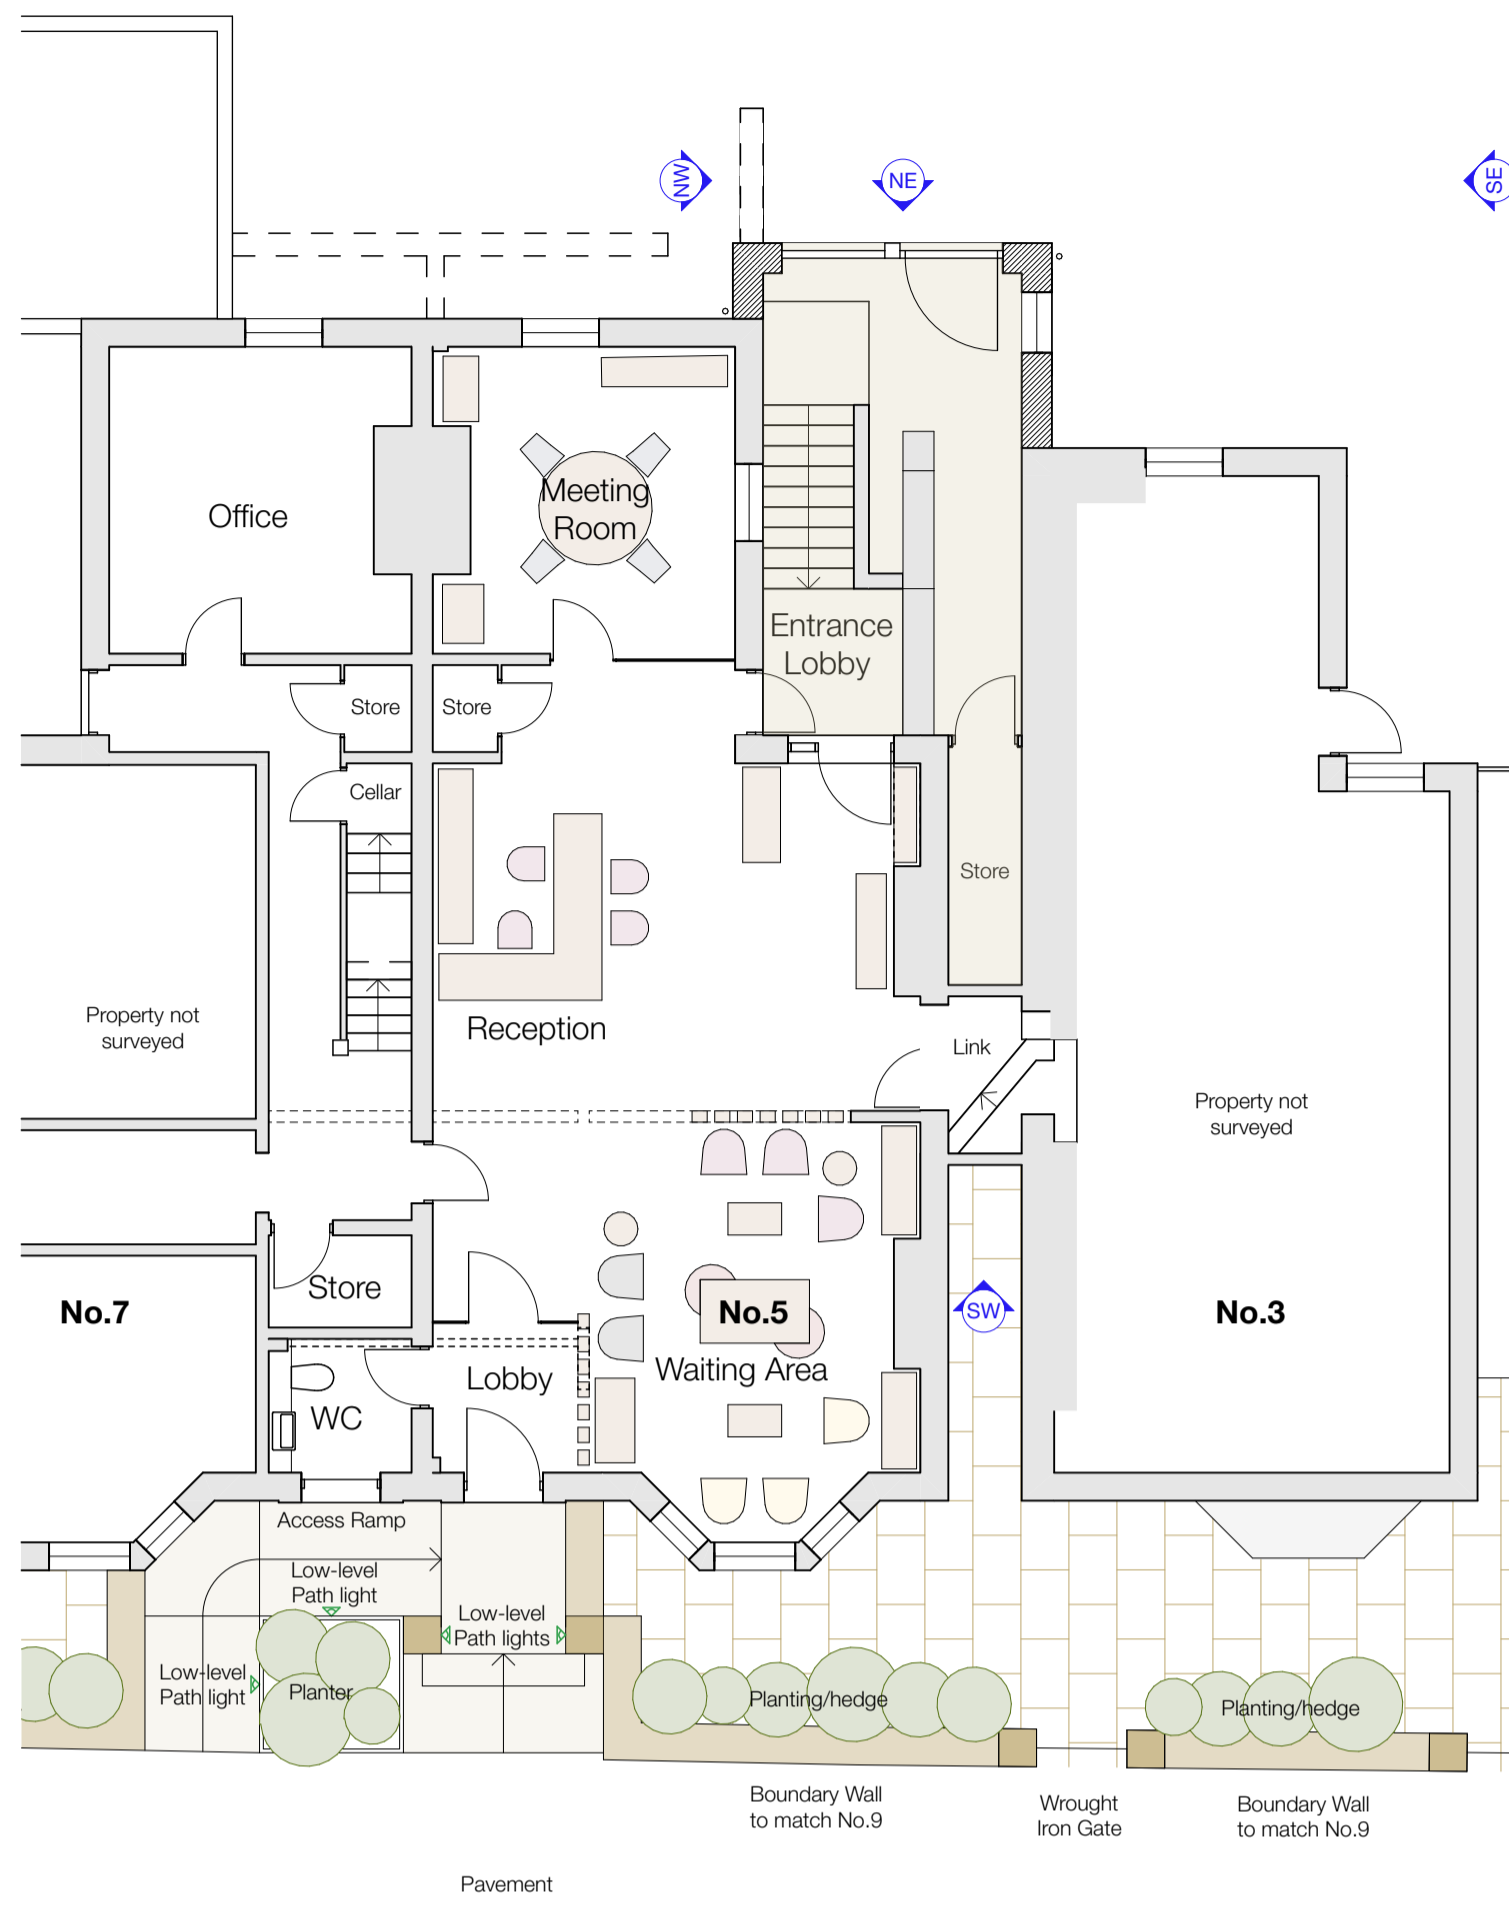 NW
NE
SE
Office
Meeting
Room
Entrance
Lobby
Store
Store
Cellar
Store
Property not
surveyed
Reception
Link
Property not
surveyed
Store
No.7
No.5
SW
No.3
Waiting Area
Lobby
WC
Access Ramp
Low-level
Path light
Low-level
Path lights
Low-level
Path light
Planter
Planting/hedge
Planting/hedge
Boundary Wall
to match No.9
Wrought
Iron Gate
Boundary Wall
to match No.9
Pavement